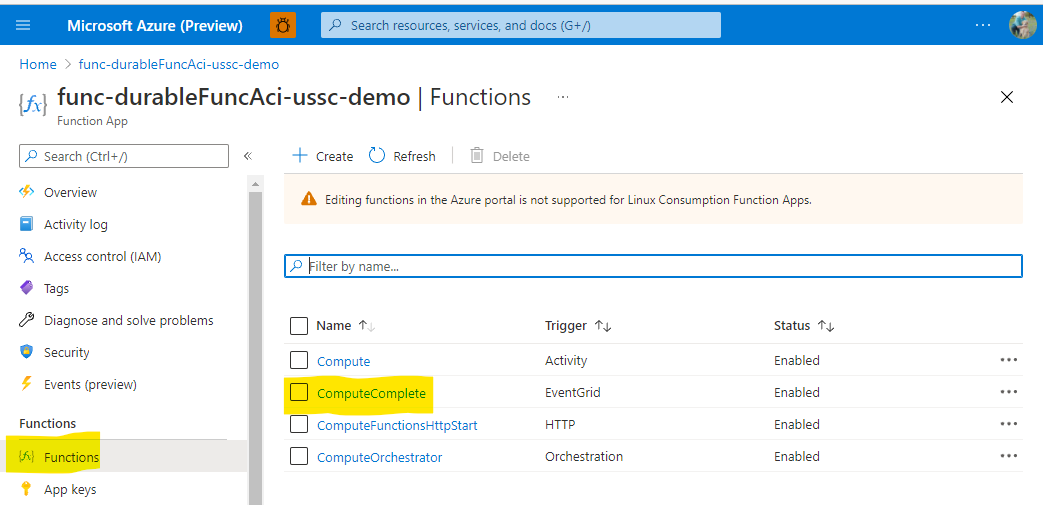 Microsoft Azure (Preview)
Search resources, services, and docs (G+/)
...
Home > func-durableFuncAci-ussc-demo
{fx}
func-durableFuncAci-ussc-demo | Functions ...
Function App
Search (Ctrl+/)
«
Create
Refresh
Delete
Overview
Activity log
Access control (IAM)
Tags
Diagnose and solve problems
Security
Events (preview)
Functions
{fx} Functions
App keys
Editing functions in the Azure portal is not supported for Linux Consumption Function Apps.
Filter by name...
Name Trigger Status
Compute Activity Enabled ...
ComputeComplete EventGrid Enabled ...
ComputeFunctionsHttpStart HTTP Enabled ...
ComputeOrchestrator Orchestration Enabled ...